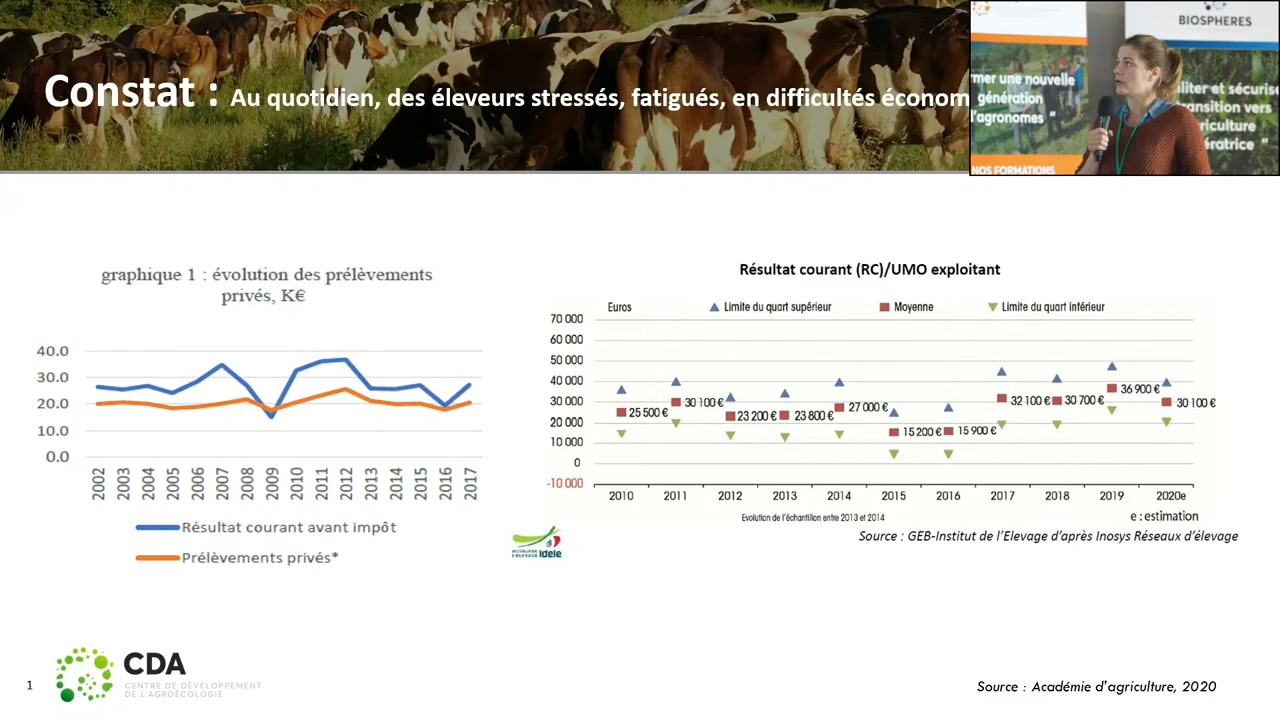 Constat : Au quotidien, des éleveurs stressés, fatigués, en difficultés économ
BIOSPHERES
mer une nouvelle
génération
l'agronomes "
NOS FORMATIONS
iliter et sécurise
ransition vers
riculture
ératrice "
graphique 1 : évolution des prélèvements
privés, K€
40.0
30.0
20.0
10.0
0.0
2002 2003 2004 2005 2006 2007 2008 2009 2010 2011 2012 2013 2014 2015 2016 2017
Résultat courant avant impôt
Prélèvements privés*
Résultat courant (RC)/UMO exploitant
Euros Limite du quart supérieur Moyenne Limite du quart inférieur
70 000
60 000
50 000
40 000
30 000
20 000
10 000
0
-10 000
25 500 € 30 100 € 23 200 € 23 800 € 27 000 € 15 200 € 15 900 € 32 100 € 30 700 € 36 900 € 30 100 €
2010 2011 2012 2013 2014 2015 2016 2017 2018 2019 2020e
Evolution de l'échantillon entre 2013 et 2014
e : estimation
idele
Source : GEB-Institut de l'Elevage d'après Inosys Réseaux d'élevage
1
CDA
CENTRE DE DÉVELOPPEMENT
DE L'AGROÉCOLOGIE
Source : Académie d'agriculture, 2020